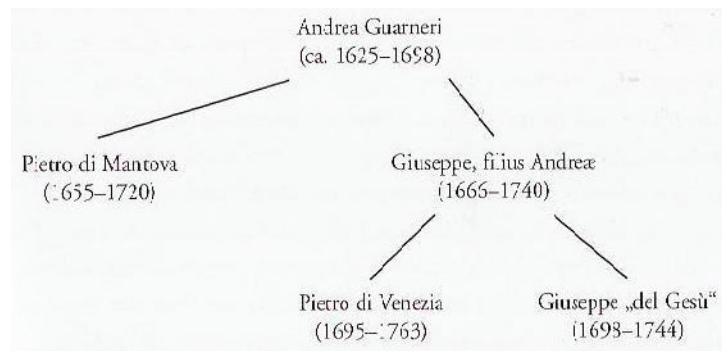 Andrea Guarneri
(ca. 1625–1698)
Pietro di Mantova
(1655–1720)
Giuseppe, filius Andreæ
(1666–1740)
Pietro di Venezia
(1695–1763)
Giuseppe „del Gesù“
(1698–1744)